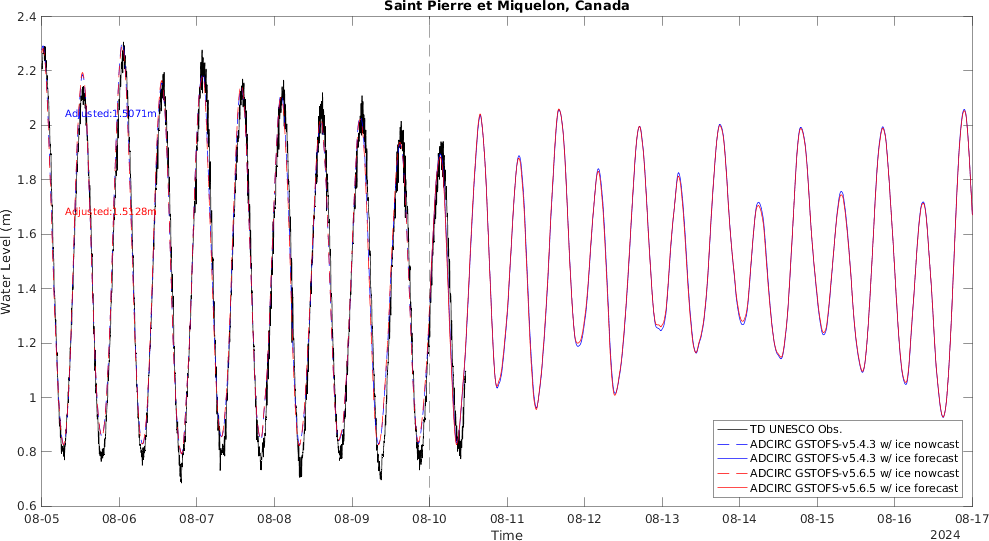 Saint Pierre et Miquelon, Canada
2.4
2.2
2
1.8
1.6
1.4
1.2
1
0.8
0.6
Water Level (m)
Adjusted:1.5071m
Adjusted:1.5128m
TD UNESCO Obs.
ADCIRC GSTOFS-v5.4.3 w/ ice nowcast
ADCIRC GSTOFS-v5.4.3 w/ ice forecast
ADCIRC GSTOFS-v5.6.5 w/ ice nowcast
ADCIRC GSTOFS-v5.6.5 w/ ice forecast
08-05 08-06 08-07 08-08 08-09 08-10 08-11 08-12 08-13 08-14 08-15 08-16 08-17
Time
2024